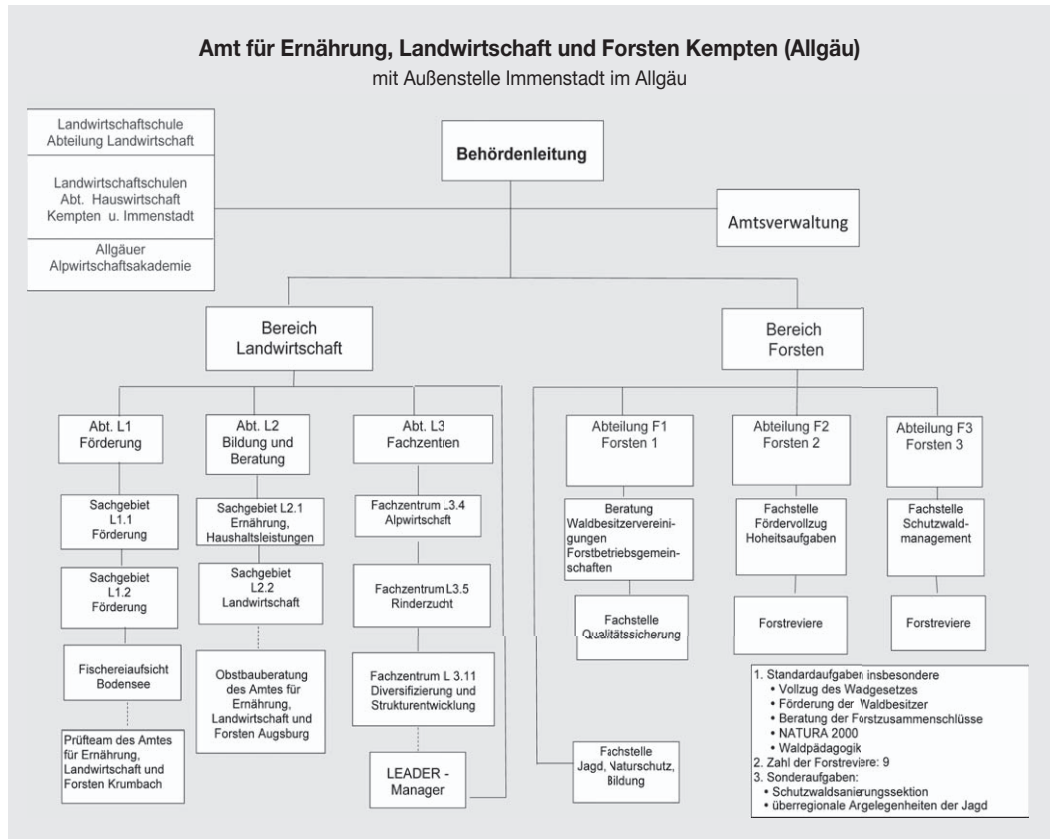 Amt für Ernährung, Landwirtschaft und Forsten Kempten (Allgäu)
mit Außenstelle Immenstadt im Allgäu
Landwirtschaftschule
Abteilung Landwirtschaft
Landwirtschaftschulen
Abt. Hauswirtschaft
Kempten u. Immenstadt
Allgäuer
Alpwirtschaftsakademie
Behördenleitung
Amtsverwaltung
Bereich
Landwirtschaft
Bereich
Forsten
Abt. L1
Förderung
Sachgebiet
L1.1
Förderung
Sachgebiet
L1.2
Förderung
Fischereiaufsicht
Bodensee
Prüfteam des Amtes
für Ernährung,
Landwirtschaft und
Forsten Krumbach
Abt. L2
Bildung und
Beratung
Sachgebiet L2.1
Ernährung,
Haushaltsleistungen
Sachgebiet
L2.2
Landwirtschaft
Obstbauberatung
des Amtes für
Ernährung,
Landwirtschaft und
Forsten Augsburg
Abt. L3
Fachzentien
Fachzentrum L3.4
Alpwirtschaft
Fachzentrum L3.5
Rinderzucht
Fachzentrum L 3.11
Diversifizierung und
Strukturentwicklung
LEADER -
Manager
Abteilung F1
Forsten 1
Beratung
Waldbesitzervereini-
gungen
Forstbetriebsgemein-
schaften
Fachstelle
Qualitätssicherung
Fachstelle
Jagd, Naturschutz,
Bildung
Abteilung F2
Forsten 2
Fachstelle
Fördervollzug
Hoheitsaufgaben
Forstreviere
Abteilung F3
Forsten 3
Fachstelle
Schutzwald-
management
Forstreviere
1. Standardaufgaben insbesondere
• Vollzug des Wadgesetzes
• Förderung der Waldbesitzer
• Beratung der Forstzusammenschlüsse
• NATURA 2000
• Waldpädagogik
2. Zahl der Forstreviere: 9
3. Sonderaufgaben:
• Schutzwaldsanierungssektion
• überregionale Argelegenheiten der Jagd